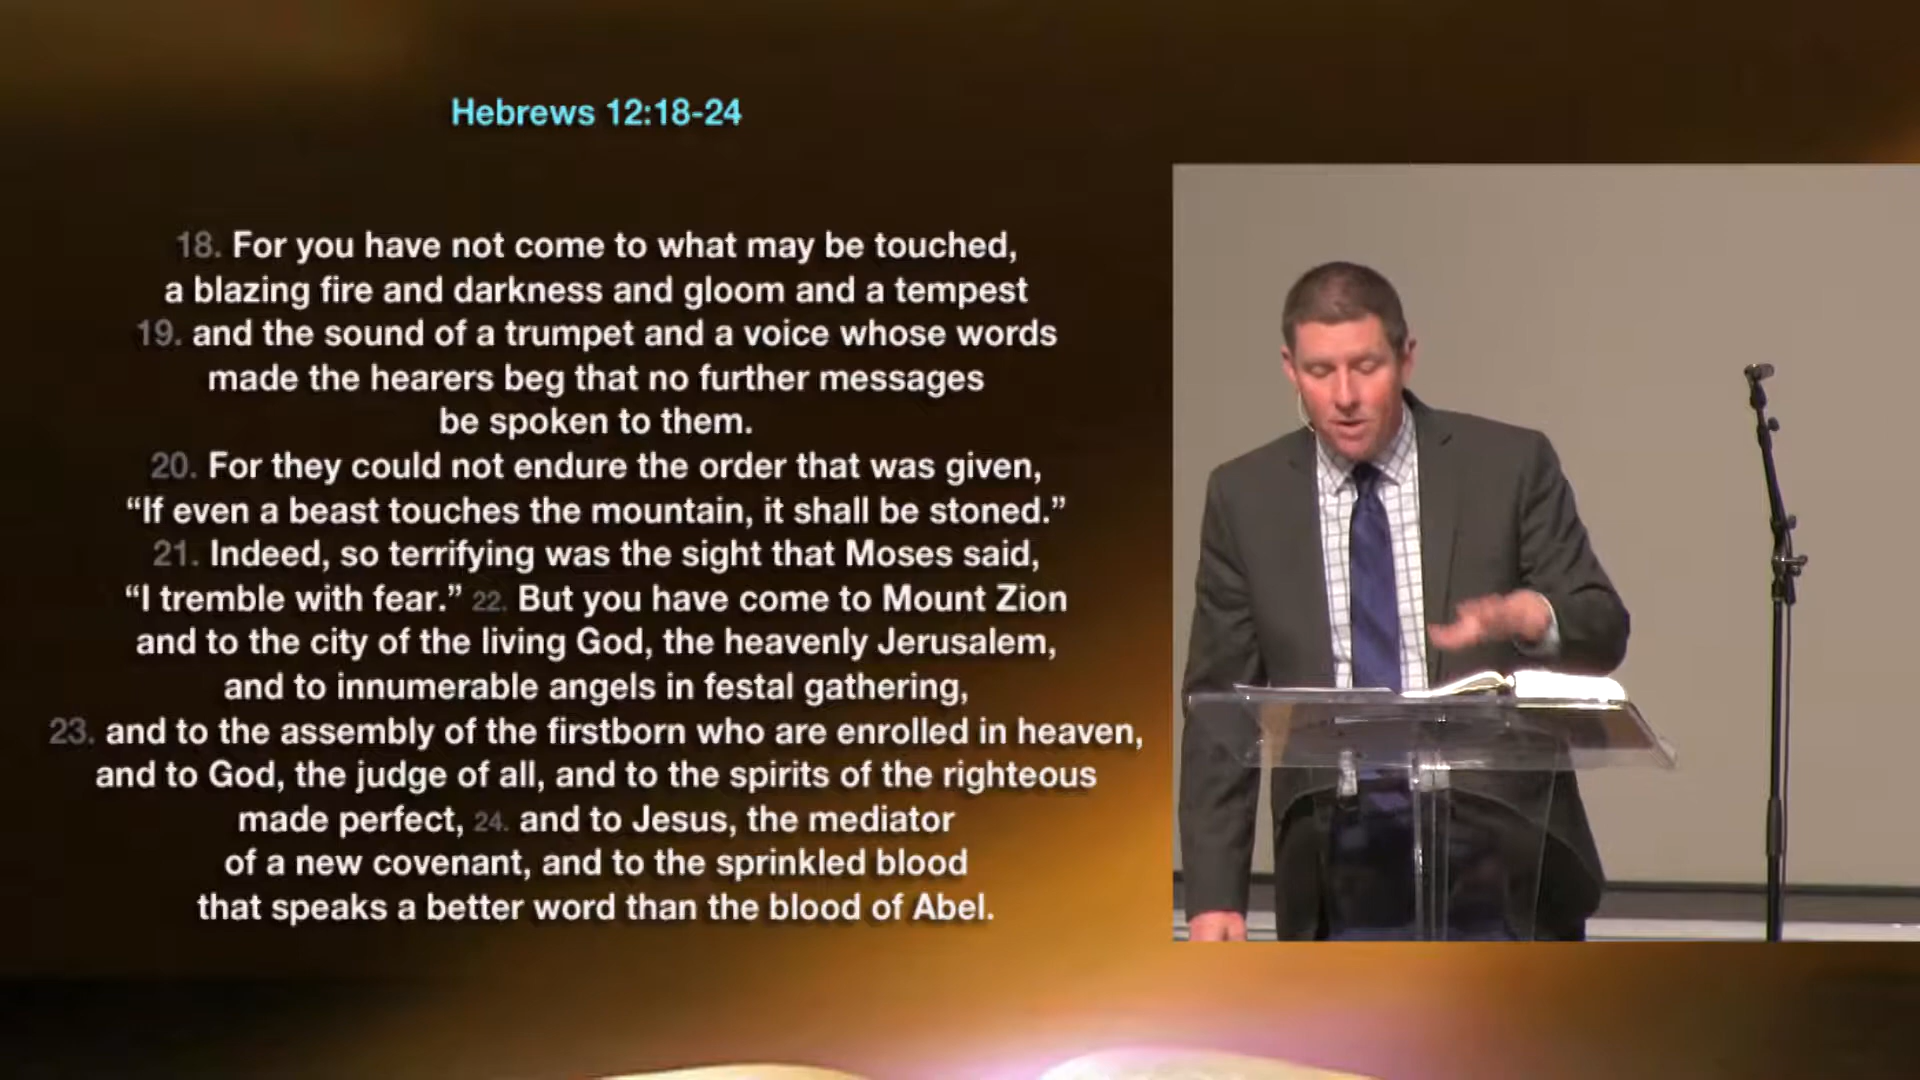 Hebrews 12:18-24
18. For you have not come to what may be touched,
a blazing fire and darkness and gloom and a tempest
19. and the sound of a trumpet and a voice whose words
made the hearers beg that no further messages
be spoken to them.
20. For they could not endure the order that was given,
“If even a beast touches the mountain, it shall be stoned.”
21. Indeed, so terrifying was the sight that Moses said,
“I tremble with fear.” 22. But you have come to Mount Zion
and to the city of the living God, the heavenly Jerusalem,
and to innumerable angels in festal gathering,
23. and to the assembly of the firstborn who are enrolled in heaven,
and to God, the judge of all, and to the spirits of the righteous
made perfect, 24. and to Jesus, the mediator
of a new covenant, and to the sprinkled blood
that speaks a better word than the blood of Abel.